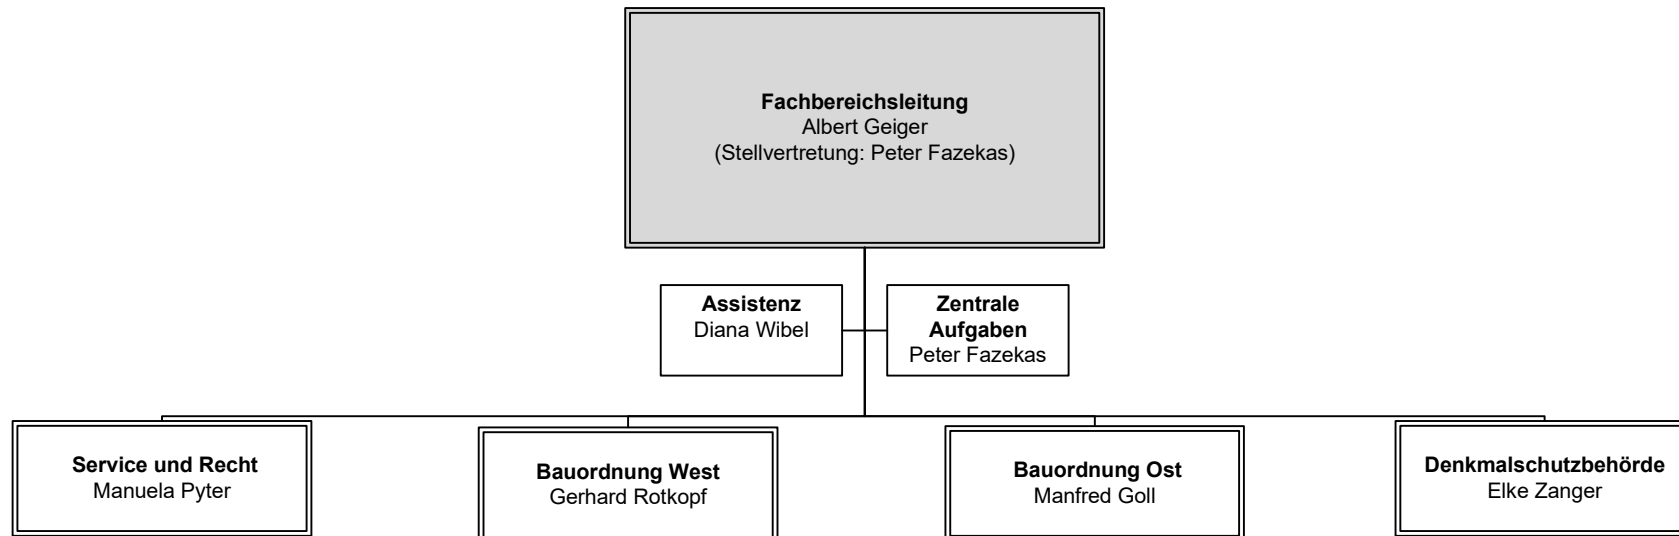 Fachbereichsleitung
Albert Geiger
(Stellvertretung: Peter Fazekas)
Assistenz
Diana Wibel
Zentrale
Aufgaben
Peter Fazekas
Service und Recht
Manuela Pyter
Bauordnung West
Gerhard Rotkopf
Bauordnung Ost
Manfred Goll
Denkmalschutzbehörde
Elke Zanger